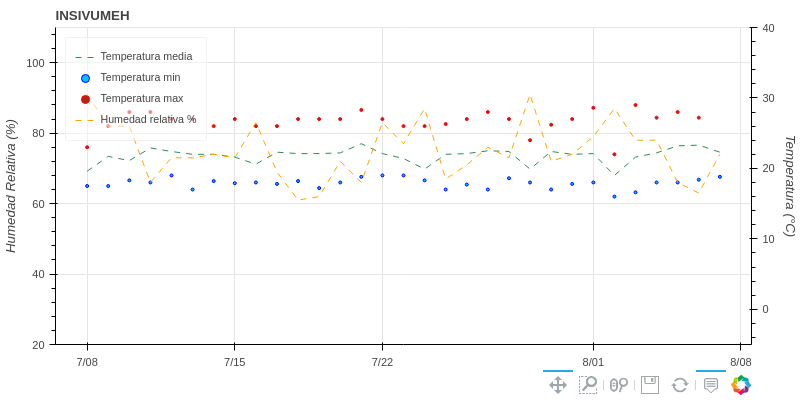 INSIVUMEH
Temperatura media
Temperatura min
Temperatura max
Humedad relativa %
Humedad Relativa (%)
100
80
60
40
20
40
30
20
10
0
Temperatura (°C)
7/08 7/15 7/22 8/01 8/08